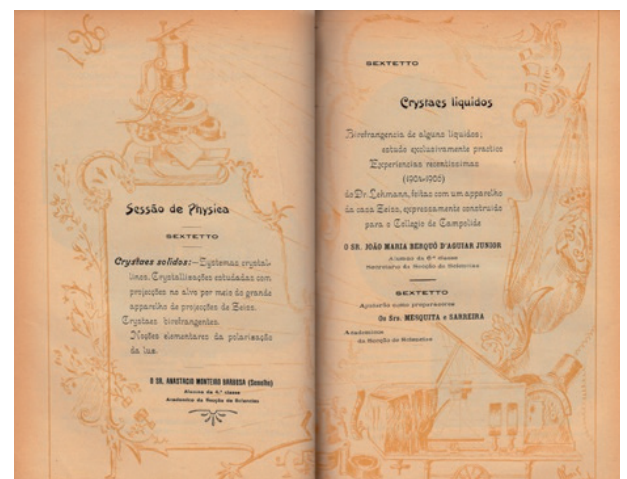 Sessão de Physica
SEXTETTO
Crystaes solidos:—Systemas crystal-
linos. Crystallisações estudadas com
projecções no alvo por meio do grande
apparelho de projecções de Zeiss.
Crystaes birefrangentes.
Noções elementares da polarisação
da luz.
O SR. ANASTACIO MONTEIRO BARBOSA (Semelho)
Alumno da 4.ª classe
Academico da Secção de Sciencias
SEXTETTO
Crystaes liquidos
Birefrangencia de alguns liquidos;
estudo exclusivamente pratico
Experiencias recentissimas
(1904-1906)
do Dr. Lehmann, feitas com um apparelho
da casa Zeiss, expressamente construido
para o Collegio de Campolide
O SR. JOÃO MARIA BERQUÓ D'AGUIAR JUNIOR
Alumno da 6.ª classe
Secretario da Secção de Sciencias
SEXTETTO
Ajudarão como preparadores
Os Srs. MESQUITA e SARREIRA
Academicos
da Secção de Sciencias